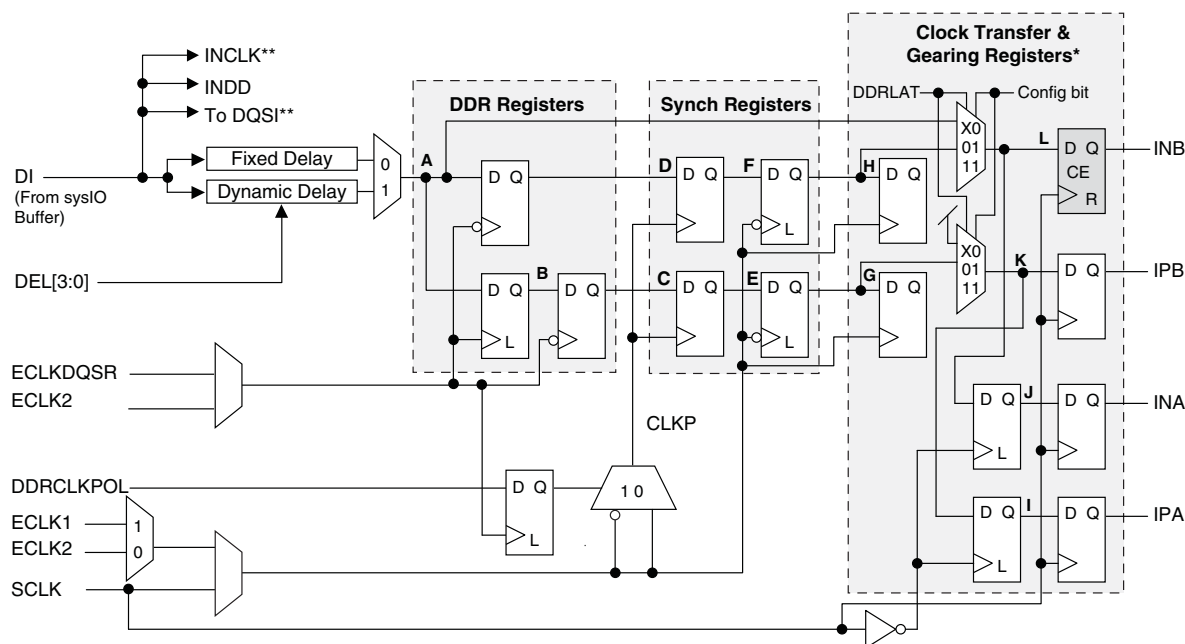 Clock Transfer &
Gearing Registers*
INCLK**
INDD
To DQSI**
DDR Registers
Synch Registers
DDRLAT
Config bit
X0
01
11
Fixed Delay
Dynamic Delay
0
1
DI
(From sysIO
Buffer)
A
D Q
D
D Q
F
D Q
L
H
D Q
L
D Q
CE
R
INB
DEL[3:0]
D Q
L
B
D Q
C
D Q
E
D Q
L
G
D Q
X0
01
11
K
D Q
IPB
ECLKDQSR
ECLK2
CLKP
D Q
L
J
D Q
INA
DDRCLKPOL
D Q
L
1 0
ECLK1
ECLK2
1
0
SCLK
D Q
L
I
D Q
IPA